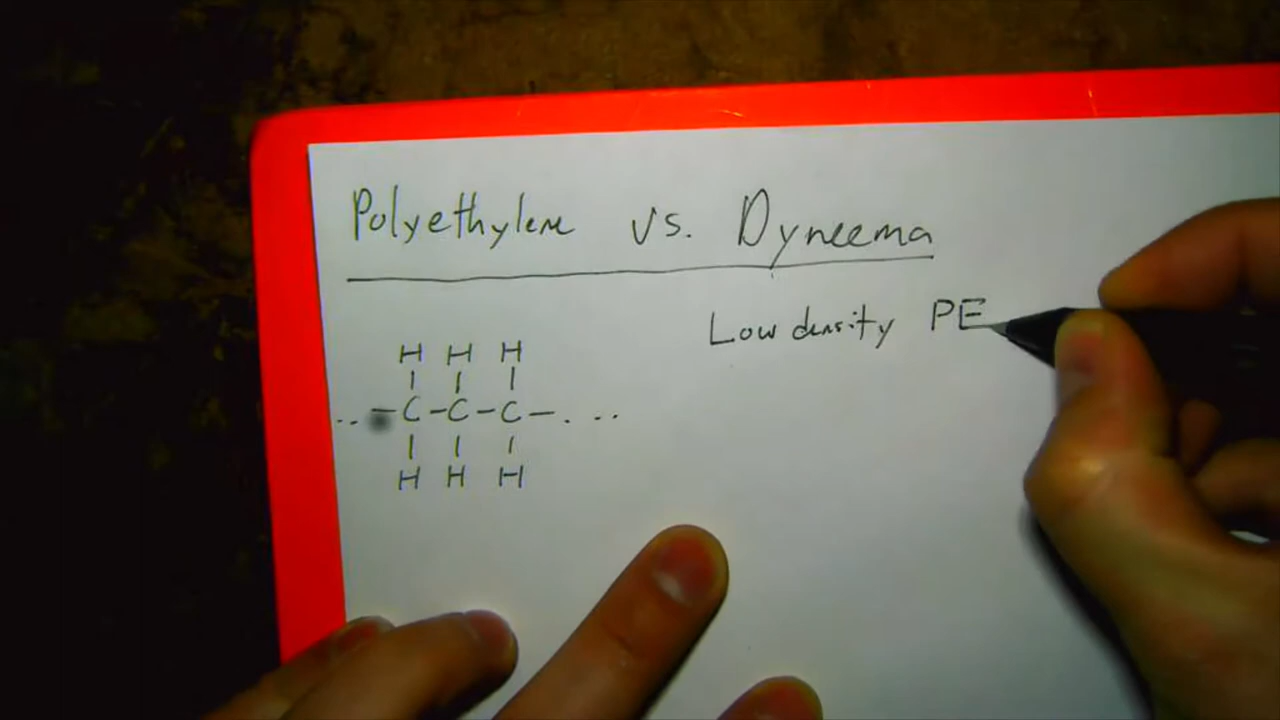 Polyethylene vs. Dyneema
Low density PE
H H H
| | |
.. -C-C-C-. ...
| | |
H H H